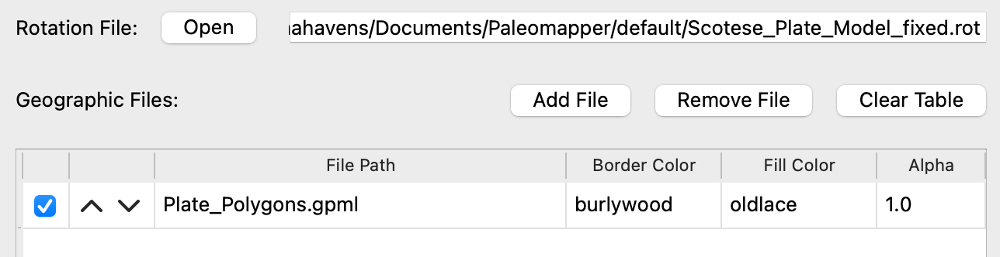 Rotation File: Open ahavens/Documents/Paleomapper/default/Scotese_Plate_Model_fixed.rot
Geographic Files: Add File Remove File Clear Table
File Path Border Color Fill Color Alpha
Plate_Polygons.gpml burlywood oldlace 1.0